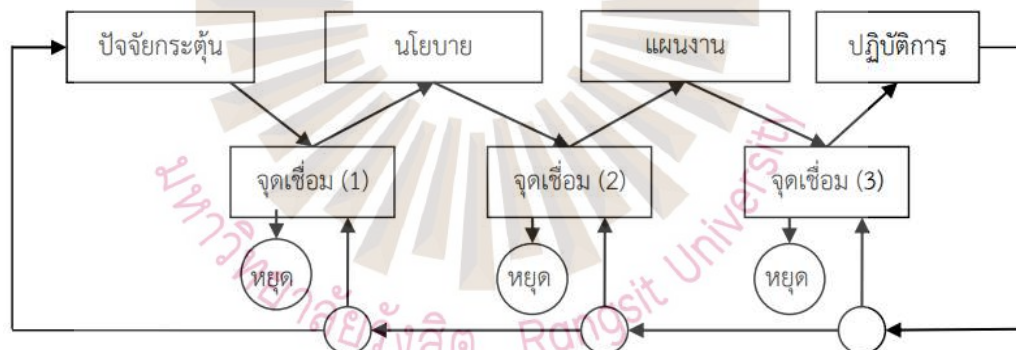 ปัจจัยกระตุ้น
นโยบาย
แผนงาน
ปฏิบัติการ
จุดเชื่อม (1)
จุดเชื่อม (2)
จุดเชื่อม (3)
หยุด
หยุด
หยุด
มหาวิทยาลัยรังสิต Rangsit University